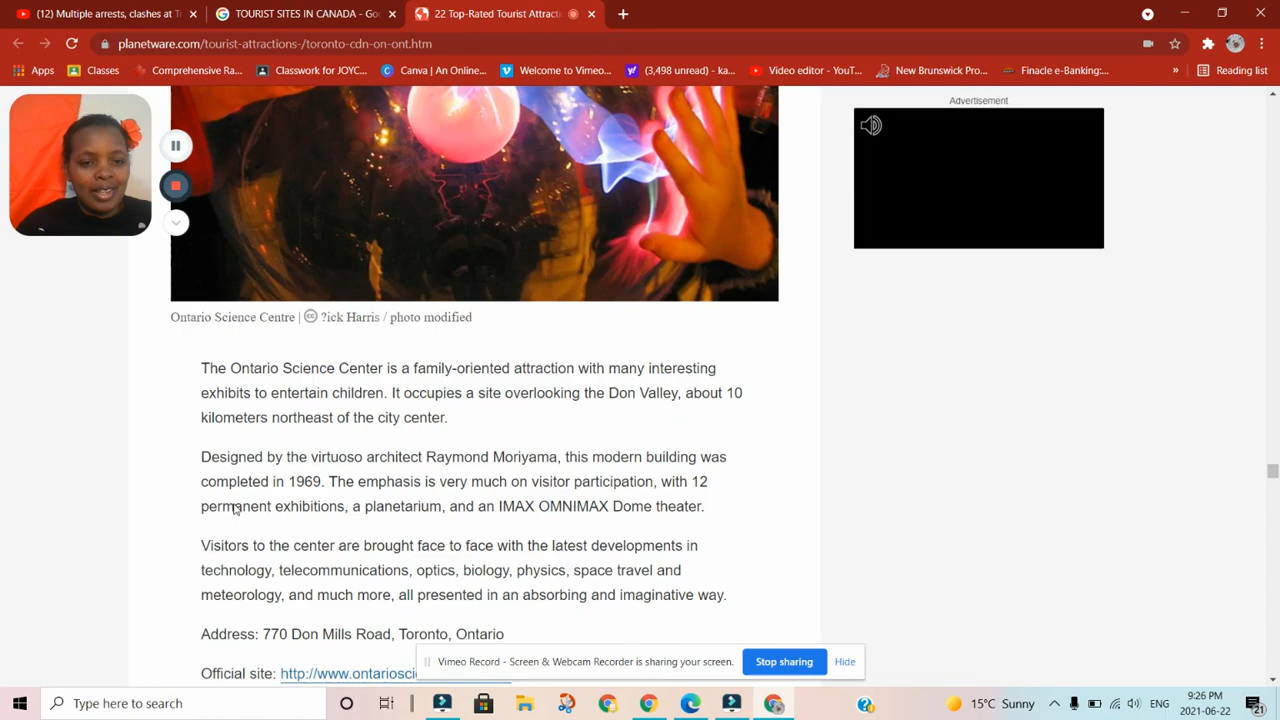 (12) Multiple arrests, clashes at T
TOURIST SITES IN CANADA - Goo
22 Top-Rated Tourist Attracti
planetware.com/tourist-attractions-/toronto-cdn-on-ont.htm
Apps
Classes
Comprehensive Ra...
Classwork for JOYC...
Canva | An Online...
Welcome to Vimeo...
(3,498 unread) - ka...
Video editor - YouT...
New Brunswick Pro...
Finacle e-Banking:...
»
Reading list
Advertisement
Ontario Science Centre | cc ?ick Harris / photo modified
The Ontario Science Center is a family-oriented attraction with many interesting
exhibits to entertain children. It occupies a site overlooking the Don Valley, about 10
kilometers northeast of the city center.
Designed by the virtuoso architect Raymond Moriyama, this modern building was
completed in 1969. The emphasis is very much on visitor participation, with 12
permanent exhibitions, a planetarium, and an IMAX OMNIMAX Dome theater.
Visitors to the center are brought face to face with the latest developments in
technology, telecommunications, optics, biology, physics, space travel and
meteorology, and much more, all presented in an absorbing and imaginative way.
Address: 770 Don Mills Road, Toronto, Ontario
Vimeo Record - Screen & Webcam Recorder is sharing your screen.
Stop sharing
Hide
Official site: http://www.ontariosci
Type here to search
15°C Sunny
ENG
9:26 PM
2021-06-22
21